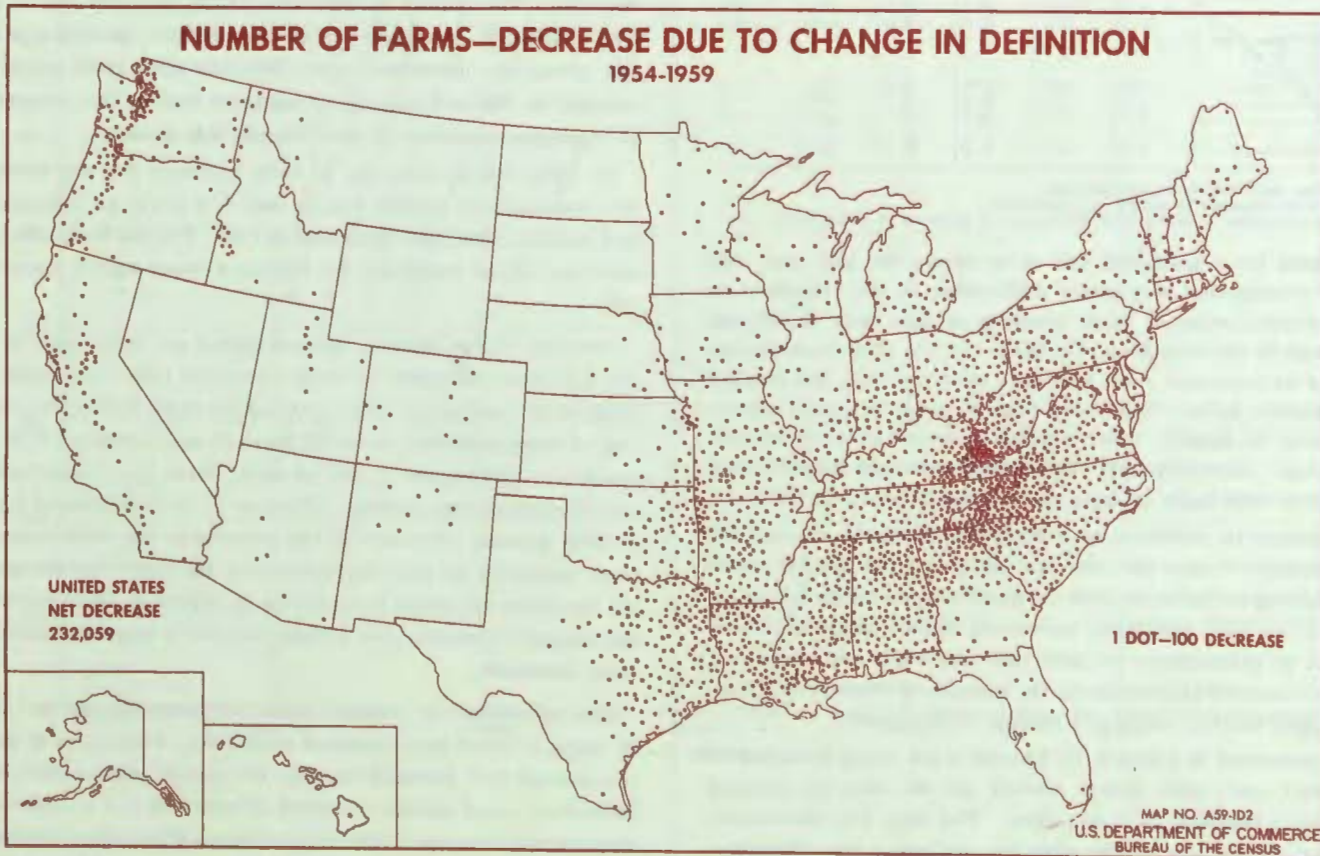 NUMBER OF FARMS—DECREASE DUE TO CHANGE IN DEFINITION
1954-1959
UNITED STATES
NET DECREASE
232,059
1 DOT—100 DECREASE
MAP NO. A59-1D2
U.S. DEPARTMENT OF COMMERCE
BUREAU OF THE CENSUS